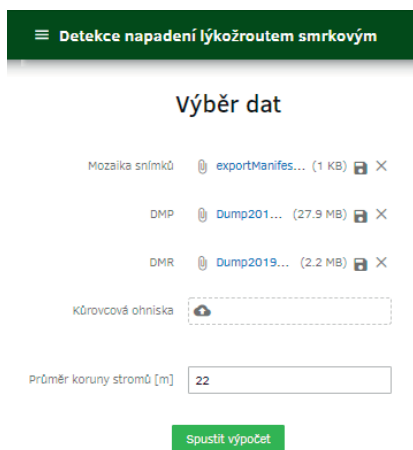 Detekce napadení lýkožroutem smrkovým
Výběr dat
Mozaika snímků exportManifes... (1 KB)
DMP Dump201... (27.9 MB)
DMR Dump2019... (2.2 MB)
Kůrovcová ohniska
Průměr koruny stromů [m] 22
Spustit výpočet